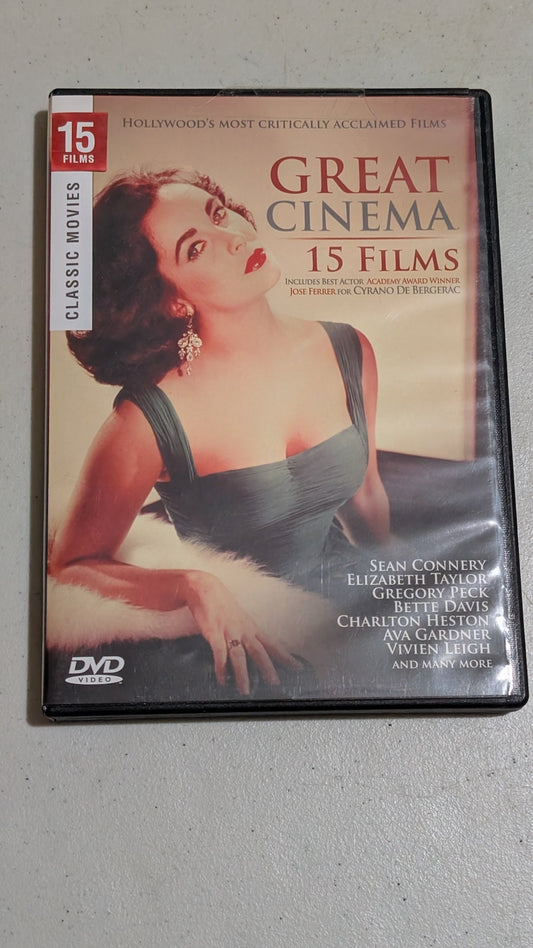 HOLLYWOOD'S MOST CRITICALLY ACCLAIMED FILMS
15
FILMS
CLASSIC MOVIES
GREAT
CINEMA
15 FILMS
INCLUDES BEST ACTOR ACADEMY AWARD WINNER
JOSE FERRER FOR CYRANO DE BERGERAC
SEAN CONNERY
ELIZABETH TAYLOR
GREGORY PECK
BETTE DAVIS
CHARLTON HESTON
AVA GARDNER
VIVIEN LEIGH
AND MANY MORE
DVD
VIDEO